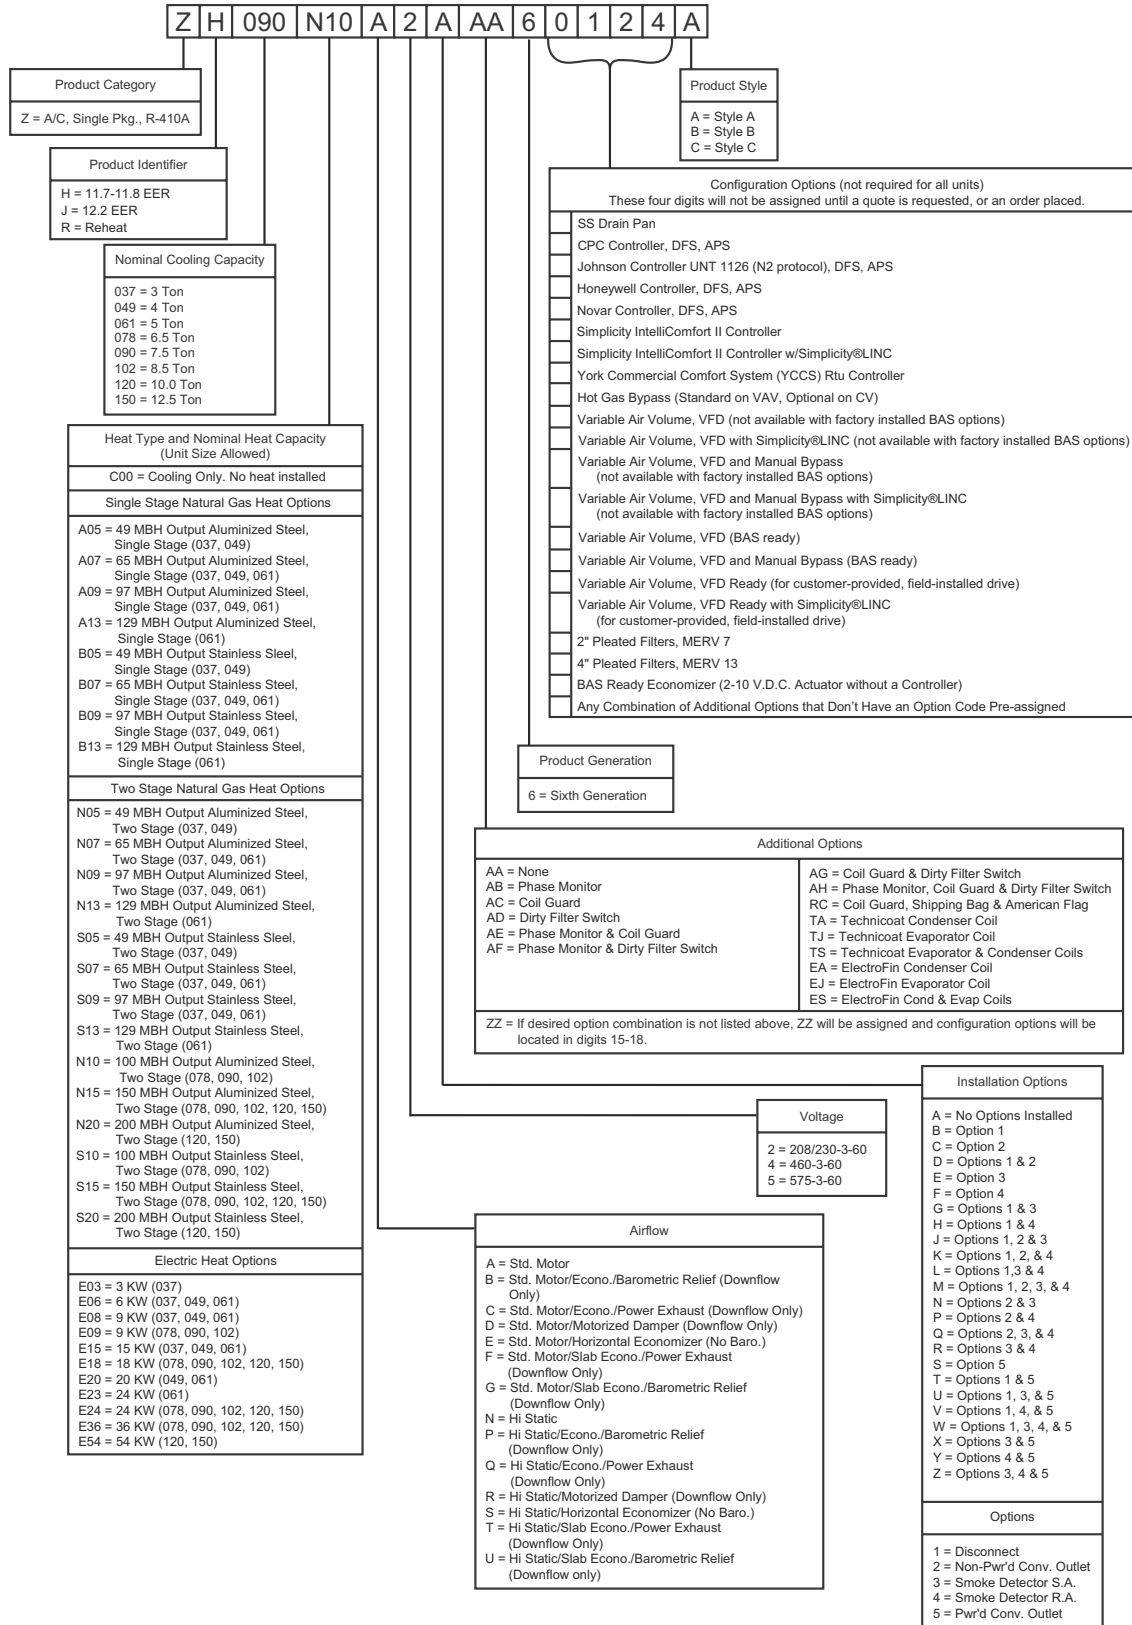 Z H 090 N10 A 2 A AA 6 0 1 2 4 A
Product Category
Z = A/C, Single Pkg., R-410A
Product Identifier
H = 11.7-11.8 EER
J = 12.2 EER
R = Reheat
Nominal Cooling Capacity
037 = 3 Ton
049 = 4 Ton
061 = 5 Ton
078 = 6.5 Ton
090 = 7.5 Ton
102 = 8.5 Ton
120 = 10.0 Ton
150 = 12.5 Ton
Heat Type and Nominal Heat Capacity
(Unit Size Allowed)
C00 = Cooling Only. No heat installed
Single Stage Natural Gas Heat Options
A05 = 49 MBH Output Aluminized Steel,
Single Stage (037, 049)
A07 = 65 MBH Output Aluminized Steel,
Single Stage (037, 049, 061)
A09 = 97 MBH Output Aluminized Steel,
Single Stage (037, 049, 061)
A13 = 129 MBH Output Aluminized Steel,
Single Stage (061)
B05 = 49 MBH Output Stainless Sleel,
Single Stage (037, 049)
B07 = 65 MBH Output Stainless Steel,
Single Stage (037, 049, 061)
B09 = 97 MBH Output Stainless Steel,
Single Stage (037, 049, 061)
B13 = 129 MBH Output Stainless Steel,
Single Stage (061)
Two Stage Natural Gas Heat Options
N05 = 49 MBH Output Aluminized Steel,
Two Stage (037, 049)
N07 = 65 MBH Output Aluminized Steel,
Two Stage (037, 049, 061)
N09 = 97 MBH Output Aluminized Steel,
Two Stage (037, 049, 061)
N13 = 129 MBH Output Aluminized Steel,
Two Stage (061)
S05 = 49 MBH Output Stainless Sleel,
Two Stage (037, 049)
S07 = 65 MBH Output Stainless Steel,
Two Stage (037, 049, 061)
S09 = 97 MBH Output Stainless Steel,
Two Stage (037, 049, 061)
S13 = 129 MBH Output Stainless Steel,
Two Stage (061)
N10 = 100 MBH Output Aluminized Steel,
Two Stage (078, 090, 102)
N15 = 150 MBH Output Aluminized Steel,
Two Stage (078, 090, 102, 120, 150)
N20 = 200 MBH Output Aluminized Steel,
Two Stage (120, 150)
S10 = 100 MBH Output Stainless Steel,
Two Stage (078, 090, 102)
S15 = 150 MBH Output Stainless Steel,
Two Stage (078, 090, 102, 120, 150)
S20 = 200 MBH Output Stainless Steel,
Two Stage (120, 150)
Electric Heat Options
E03 = 3 KW (037)
E06 = 6 KW (037, 049, 061)
E08 = 9 KW (037, 049, 061)
E09 = 9 KW (078, 090, 102)
E15 = 15 KW (037, 049, 061)
E18 = 18 KW (078, 090, 102, 120, 150)
E20 = 20 KW (049, 061)
E23 = 24 KW (061)
E24 = 24 KW (078, 090, 102, 120, 150)
E36 = 36 KW (078, 090, 102, 120, 150)
E54 = 54 KW (120, 150)
Product Style
A = Style A
B = Style B
C = Style C
Configuration Options (not required for all units)
These four digits will not be assigned until a quote is requested, or an order placed.
SS Drain Pan
CPC Controller, DFS, APS
Johnson Controller UNT 1126 (N2 protocol), DFS, APS
Honeywell Controller, DFS, APS
Novar Controller, DFS, APS
Simplicity IntelliComfort II Controller
Simplicity IntelliComfort II Controller w/Simplicity®LINC
York Commercial Comfort System (YCCS) Rtu Controller
Hot Gas Bypass (Standard on VAV, Optional on CV)
Variable Air Volume, VFD (not available with factory installed BAS options)
Variable Air Volume, VFD with Simplicity®LINC (not available with factory installed BAS options)
Variable Air Volume, VFD and Manual Bypass
(not available with factory installed BAS options)
Variable Air Volume, VFD and Manual Bypass with Simplicity®LINC
(not available with factory installed BAS options)
Variable Air Volume, VFD (BAS ready)
Variable Air Volume, VFD and Manual Bypass (BAS ready)
Variable Air Volume, VFD Ready (for customer-provided, field-installed drive)
Variable Air Volume, VFD Ready with Simplicity®LINC
(for customer-provided, field-installed drive)
2" Pleated Filters, MERV 7
4" Pleated Filters, MERV 13
BAS Ready Economizer (2-10 V.D.C. Actuator without a Controller)
Any Combination of Additional Options that Don't Have an Option Code Pre-assigned
Product Generation
6 = Sixth Generation
Additional Options
AA = None
AB = Phase Monitor
AC = Coil Guard
AD = Dirty Filter Switch
AE = Phase Monitor & Coil Guard
AF = Phase Monitor & Dirty Filter Switch
AG = Coil Guard & Dirty Filter Switch
AH = Phase Monitor, Coil Guard & Dirty Filter Switch
RC = Coil Guard, Shipping Bag & American Flag
TA = Technicoat Condenser Coil
TJ = Technicoat Evaporator Coil
TS = Technicoat Evaporator & Condenser Coils
EA = ElectroFin Condenser Coil
EJ = ElectroFin Evaporator Coil
ES = ElectroFin Cond & Evap Coils
ZZ = If desired option combination is not listed above, ZZ will be assigned and configuration options will be
located in digits 15-18.
Installation Options
A = No Options Installed
B = Option 1
C = Option 2
D = Options 1 & 2
E = Option 3
F = Option 4
G = Options 1 & 3
H = Options 1 & 4
J = Options 1, 2 & 3
K = Options 1, 2, & 4
L = Options 1,3 & 4
M = Options 1, 2, 3, & 4
N = Options 2 & 3
P = Options 2 & 4
Q = Options 2, 3, & 4
R = Options 3 & 4
S = Option 5
T = Options 1 & 5
U = Options 1, 3, & 5
V = Options 1, 4, & 5
W = Options 1, 3, 4, & 5
X = Options 3 & 5
Y = Options 4 & 5
Z = Options 3, 4 & 5
Options
1 = Disconnect
2 = Non-Pwr'd Conv. Outlet
3 = Smoke Detector S.A.
4 = Smoke Detector R.A.
5 = Pwr'd Conv. Outlet
Voltage
2 = 208/230-3-60
4 = 460-3-60
5 = 575-3-60
Airflow
A = Std. Motor
B = Std. Motor/Econo./Barometric Relief (Downflow
Only)
C = Std. Motor/Econo./Power Exhaust (Downflow Only)
D = Std. Motor/Motorized Damper (Downflow Only)
E = Std. Motor/Horizontal Economizer (No Baro.)
F = Std. Motor/Slab Econo./Power Exhaust
(Downflow Only)
G = Std. Motor/Slab Econo./Barometric Relief
(Downflow Only)
N = Hi Static
P = Hi Static/Econo./Barometric Relief
(Downflow Only)
Q = Hi Static/Econo./Power Exhaust
(Downflow Only)
R = Hi Static/Motorized Damper (Downflow Only)
S = Hi Static/Horizontal Economizer (No Baro.)
T = Hi Static/Slab Econo./Power Exhaust
(Downflow Only)
U = Hi Static/Slab Econo./Barometric Relief
(Downflow only)